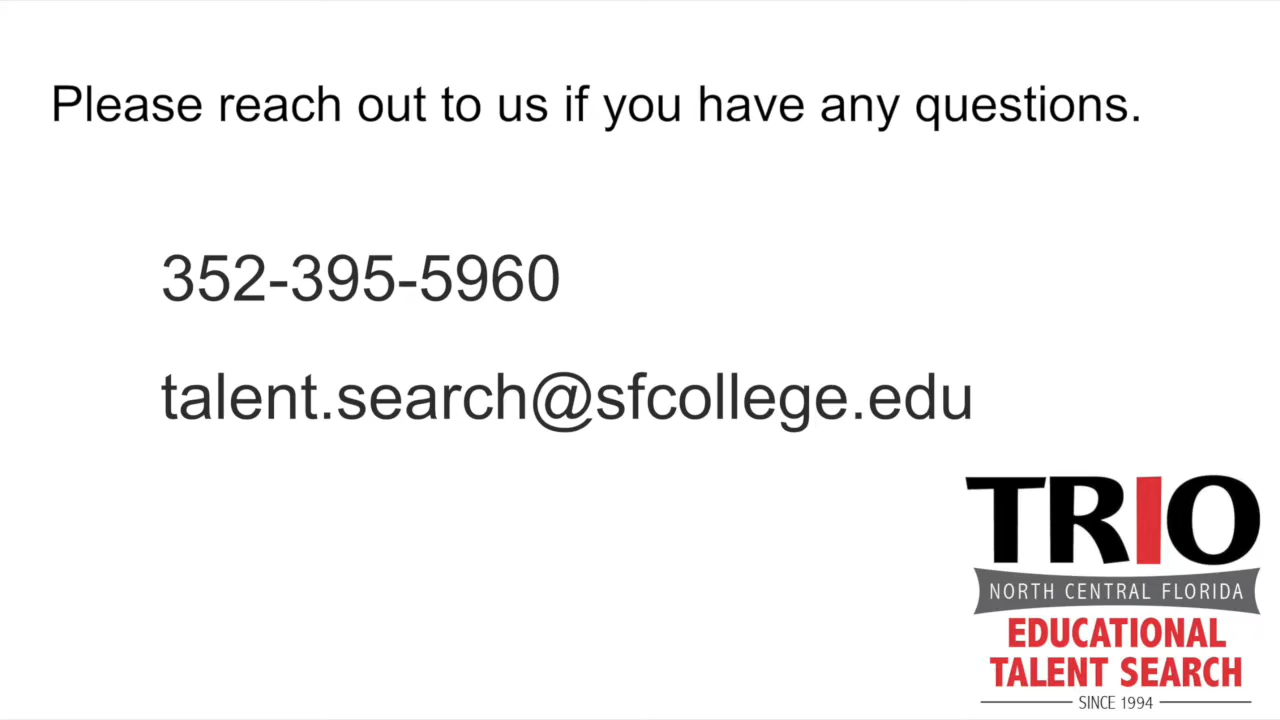 Please reach out to us if you have any questions.
352-395-5960
talent.search@sfcollege.edu
TRIO
NORTH CENTRAL FLORIDA
EDUCATIONAL
TALENT SEARCH
SINCE 1994